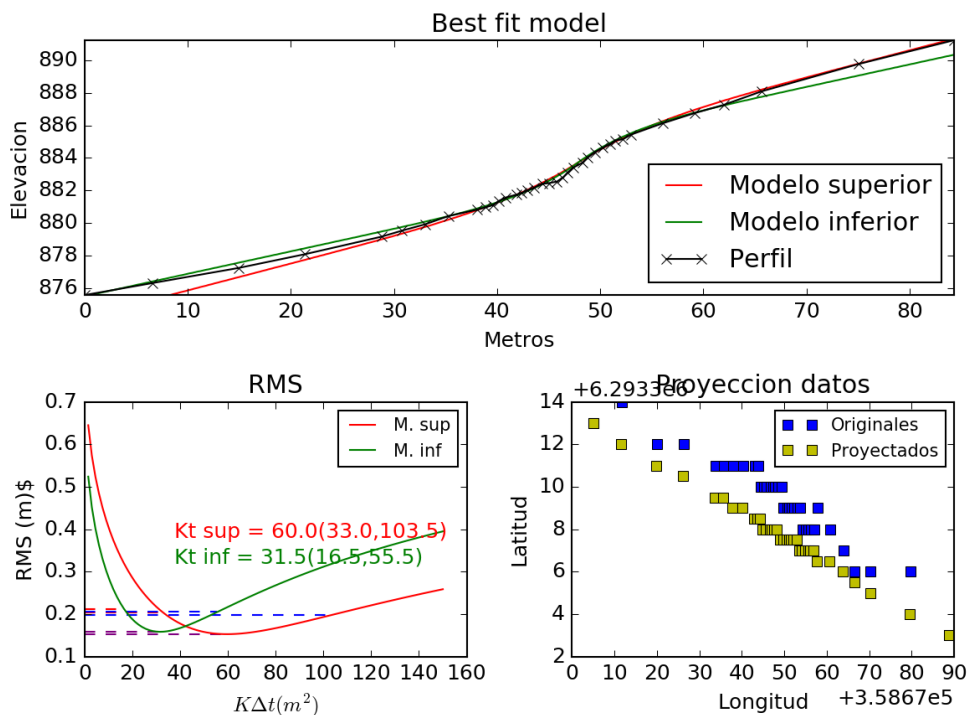 Best fit model
890
888
886
884
882
880
878
876
Elevacion
Modelo superior
Modelo inferior
Perfil
0 10 20 30 40 50 60 70 80
Metros
RMS
0.7
0.6
0.5
0.4
0.3
0.2
0.1
RMS (m)$
M. sup
M. inf
Kt sup = 60.0(33.0,103.5)
Kt inf = 31.5(16.5,55.5)
0 20 40 60 80 100 120 140 160
KΔt(m²)
Proyeccion datos
+6.2933e6
14
12
10
8
6
4
2
Latitud
Originales
Proyectados
0 10 20 30 40 50 60 70 80 90
Longitud
+3.5867e5